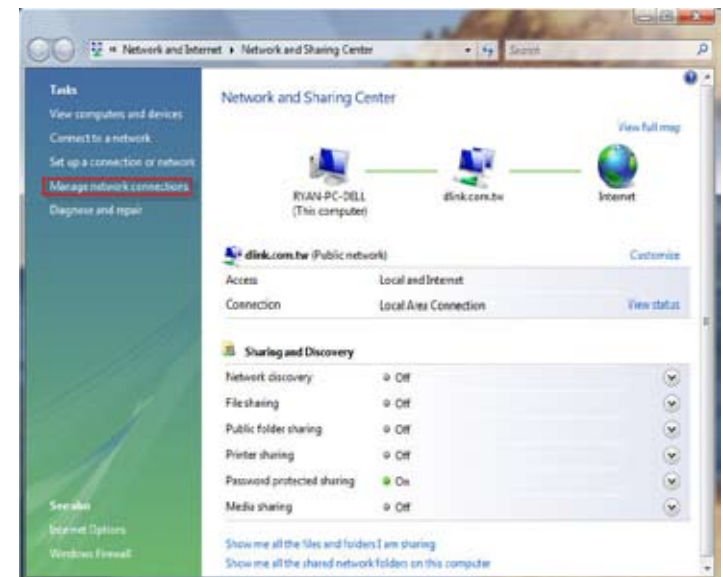 « Network and Internet ▸ Network and Sharing Center
Search
Tasks
View computers and devices
Connect to a network
Set up a connection or network
Manage network connections
Diagnose and repair
See also
Internet Options
Windows Firewall
Network and Sharing Center
View full map
RYAN-PC-DELL
(This computer)
dlink.com.tw
Internet
dlink.com.tw (Public network)
Customize
Access Local and Internet
Connection Local Area Connection View status
Sharing and Discovery
Network discovery Off
File sharing Off
Public folder sharing Off
Printer sharing Off
Password protected sharing On
Media sharing Off
Show me all the files and folders I am sharing
Show me all the shared network folders on this computer